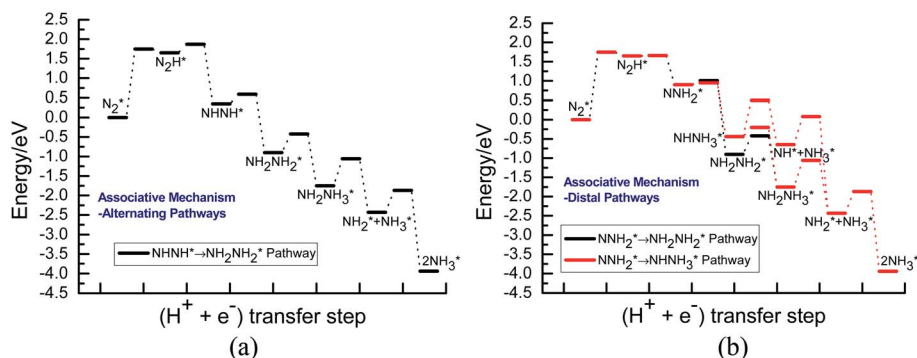 2.5
2.0
1.5
1.0
0.5
0.0
-0.5
-1.0
-1.5
-2.0
-2.5
-3.0
-3.5
-4.0
-4.5
Energy/eV
N₂*
N₂H*
NHNH*
NH₂NH₂*
NH₂NH₃*
NH₂*+NH₃*
2NH₃*
Associative Mechanism
-Alternating Pathways
NHNH*→NH₂NH₂* Pathway
(H⁺ + e⁻) transfer step
(a)
2.5
2.0
1.5
1.0
0.5
0.0
-0.5
-1.0
-1.5
-2.0
-2.5
-3.0
-3.5
-4.0
-4.5
Energy/eV
N₂*
N₂H*
NNH₂*
NHNH₃*
NH₂NH₂*
NH*+NH₃*
NH₂NH₃*
NH₂*+NH₃*
2NH₃*
Associative Mechanism
-Distal Pathways
NNH₂*→NH₂NH₂* Pathway
NNH₂*→NHNH₃* Pathway
(H⁺ + e⁻) transfer step
(b)